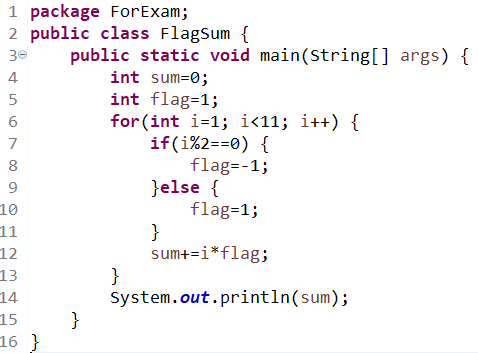 1 package ForExam;
2 public class FlagSum {
3 public static void main(String[] args) {
4 int sum=0;
5 int flag=1;
6 for(int i=1; i<11; i++) {
7 if(i%2==0) {
8 flag=-1;
9 }else {
10 flag=1;
11 }
12 sum+=i*flag;
13 }
14 System.out.println(sum);
15 }
16 }